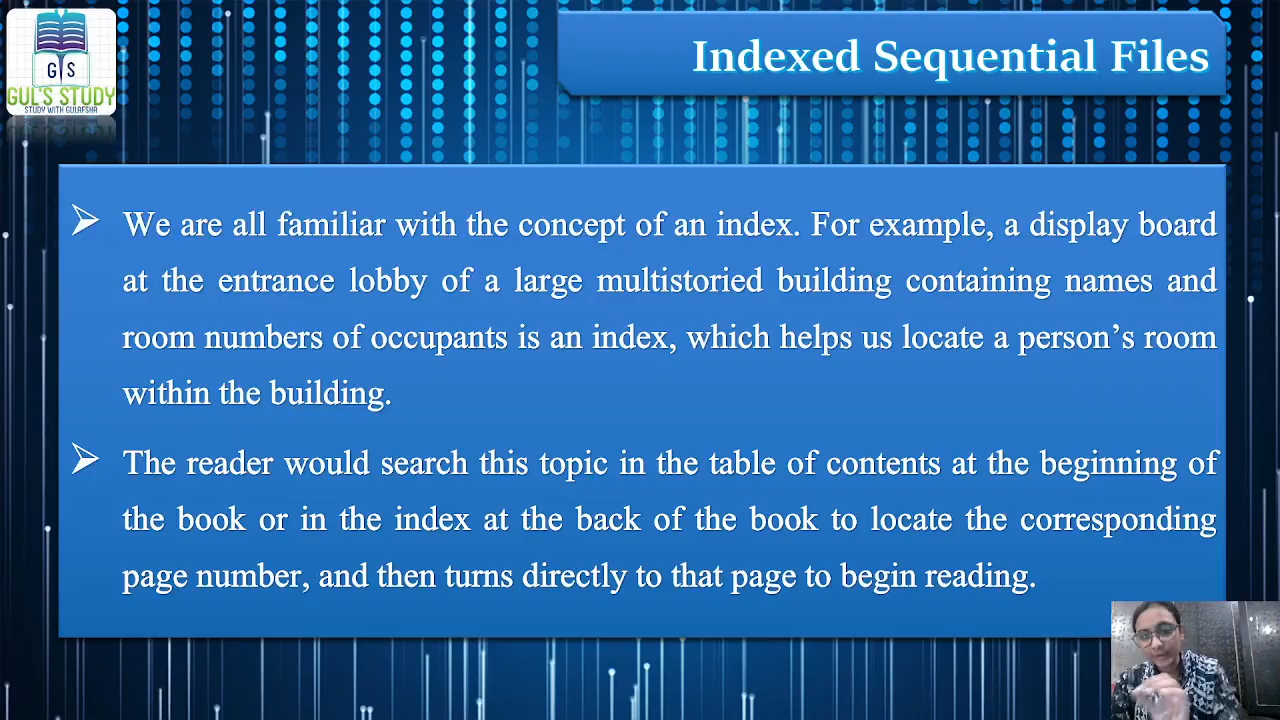 G S
GUL'S STUDY
STUDY WITH GULAFSHA
Indexed Sequential Files
➢ We are all familiar with the concept of an index. For example, a display board
at the entrance lobby of a large multistoried building containing names and
room numbers of occupants is an index, which helps us locate a person’s room
within the building.
➢ The reader would search this topic in the table of contents at the beginning of
the book or in the index at the back of the book to locate the corresponding
page number, and then turns directly to that page to begin reading.